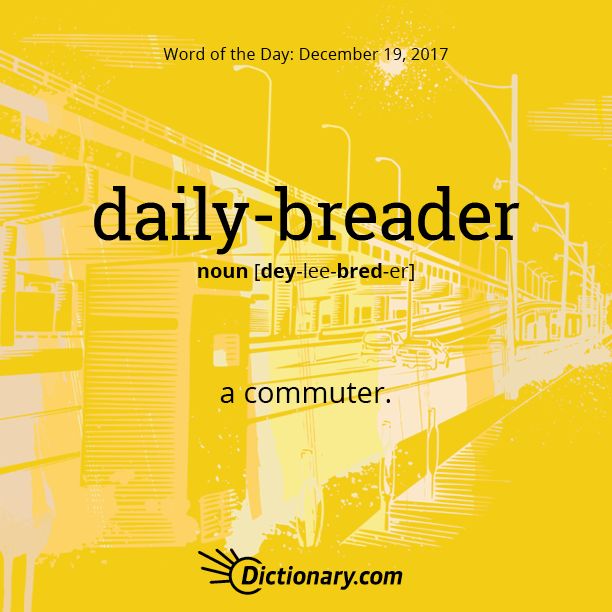 Word of the Day: December 19, 2017
daily-breader
noun [dey-lee-bred-er]
a commuter.
Dictionary.com